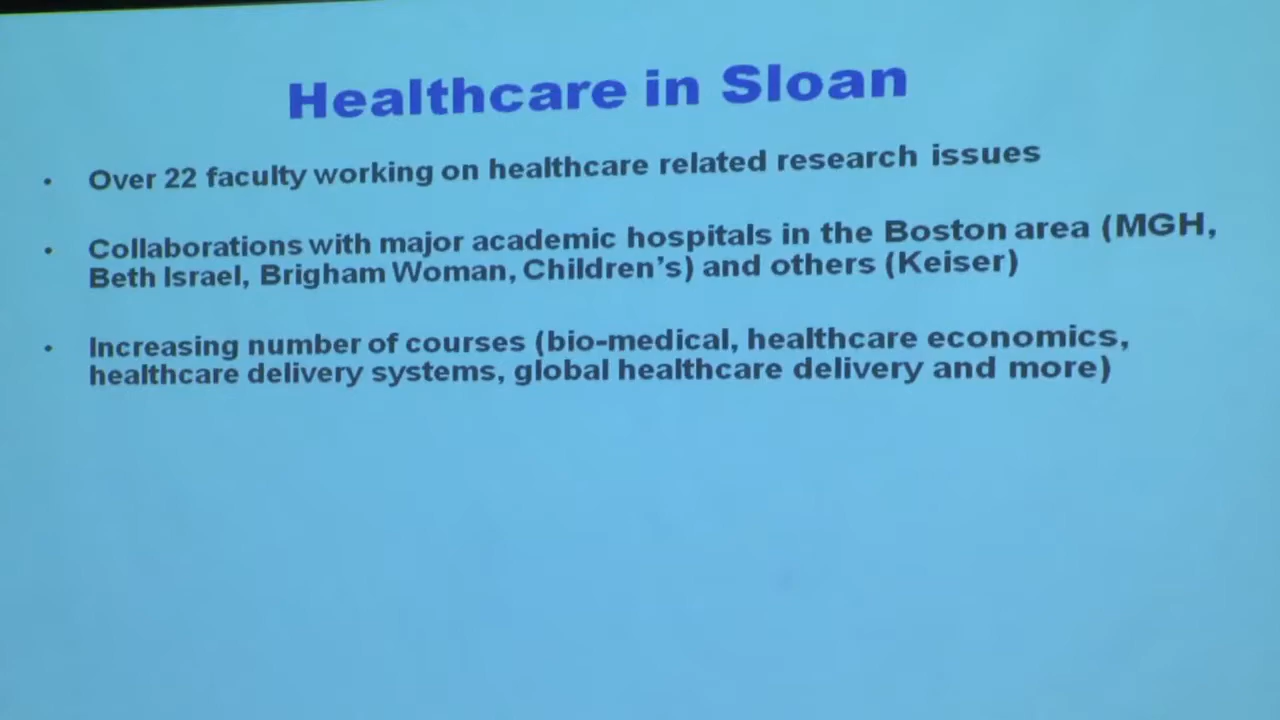 Healthcare in Sloan
• Over 22 faculty working on healthcare related research issues
• Collaborations with major academic hospitals in the Boston area (MGH,
Beth Israel, Brigham Woman, Children's) and others (Keiser)
• Increasing number of courses (bio-medical, healthcare economics,
healthcare delivery systems, global healthcare delivery and more)